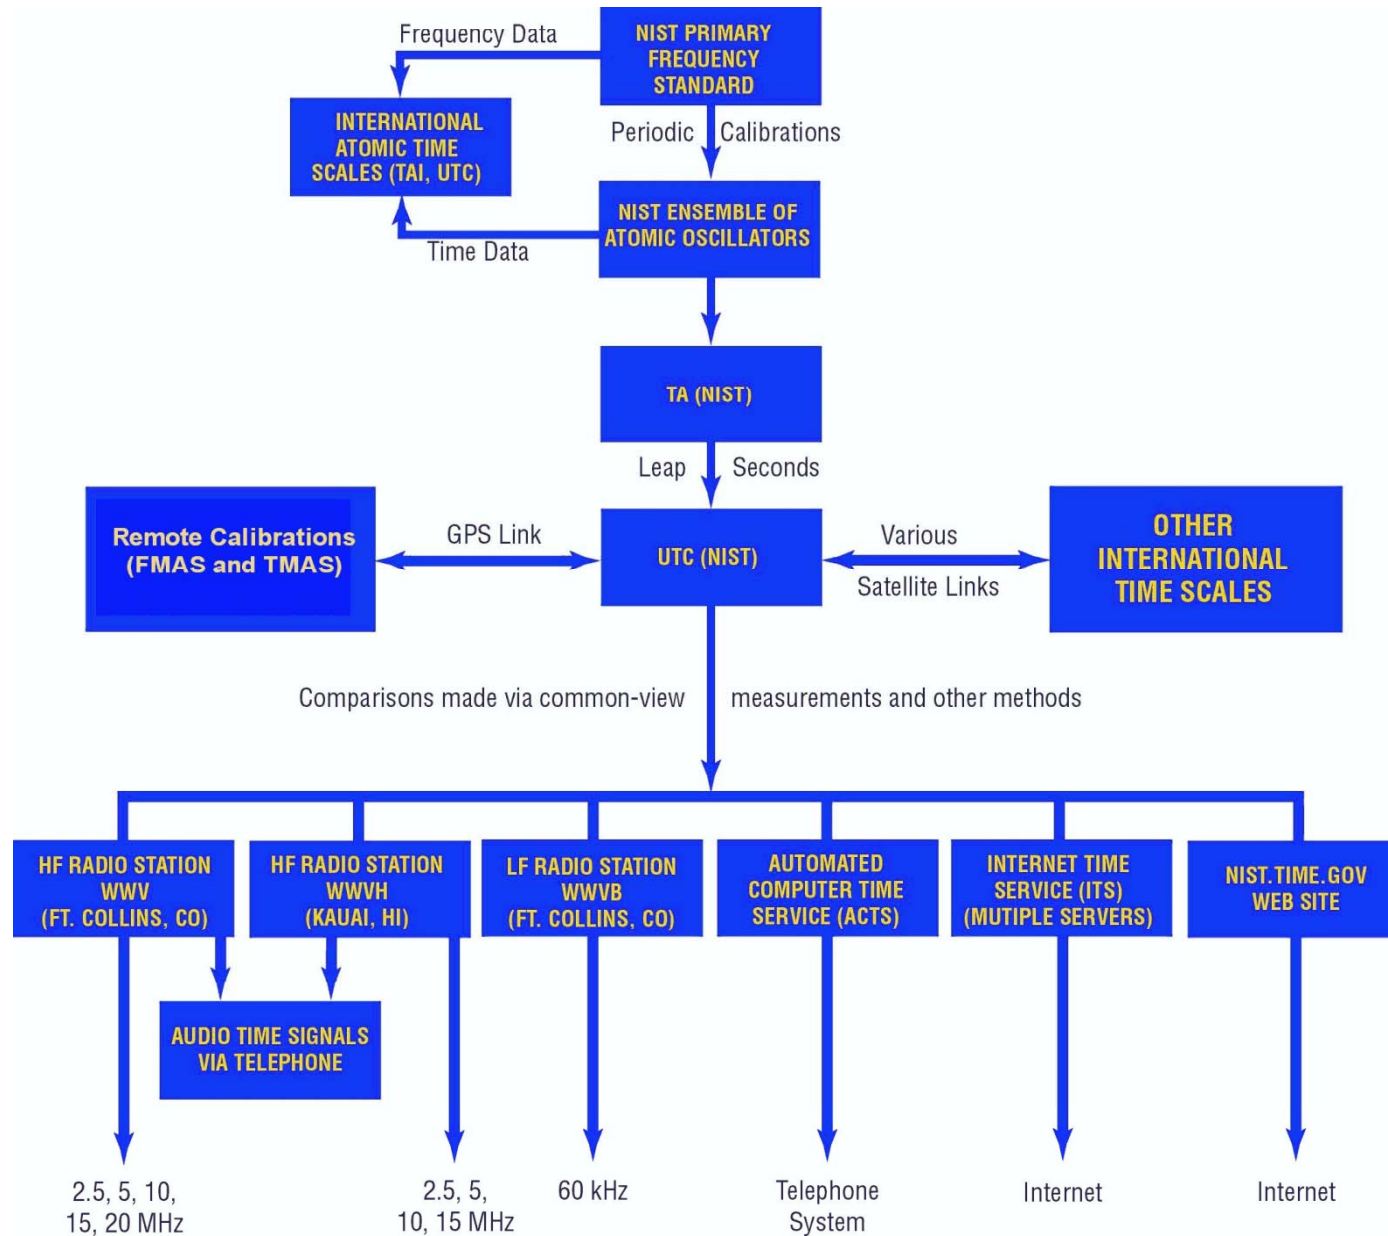 Frequency Data
NIST PRIMARY
FREQUENCY
STANDARD
INTERNATIONAL
ATOMIC TIME
SCALES (TAI, UTC)
Periodic Calibrations
NIST ENSEMBLE OF
ATOMIC OSCILLATORS
Time Data
TA (NIST)
Leap Seconds
Remote Calibrations
(FMAS and TMAS)
GPS Link
UTC (NIST)
Various
Satellite Links
OTHER
INTERNATIONAL
TIME SCALES
Comparisons made via common-view measurements and other methods
HF RADIO STATION
WWV
(FT. COLLINS, CO)
HF RADIO STATION
WWVH
(KAUAI, HI)
LF RADIO STATION
WWVB
(FT. COLLINS, CO)
AUTOMATED
COMPUTER TIME
SERVICE (ACTS)
INTERNET TIME
SERVICE (ITS)
(MUTIPLE SERVERS)
NIST.TIME.GOV
WEB SITE
AUDIO TIME SIGNALS
VIA TELEPHONE
2.5, 5, 10,
15, 20 MHz
2.5, 5,
10, 15 MHz
60 kHz
Telephone
System
Internet
Internet